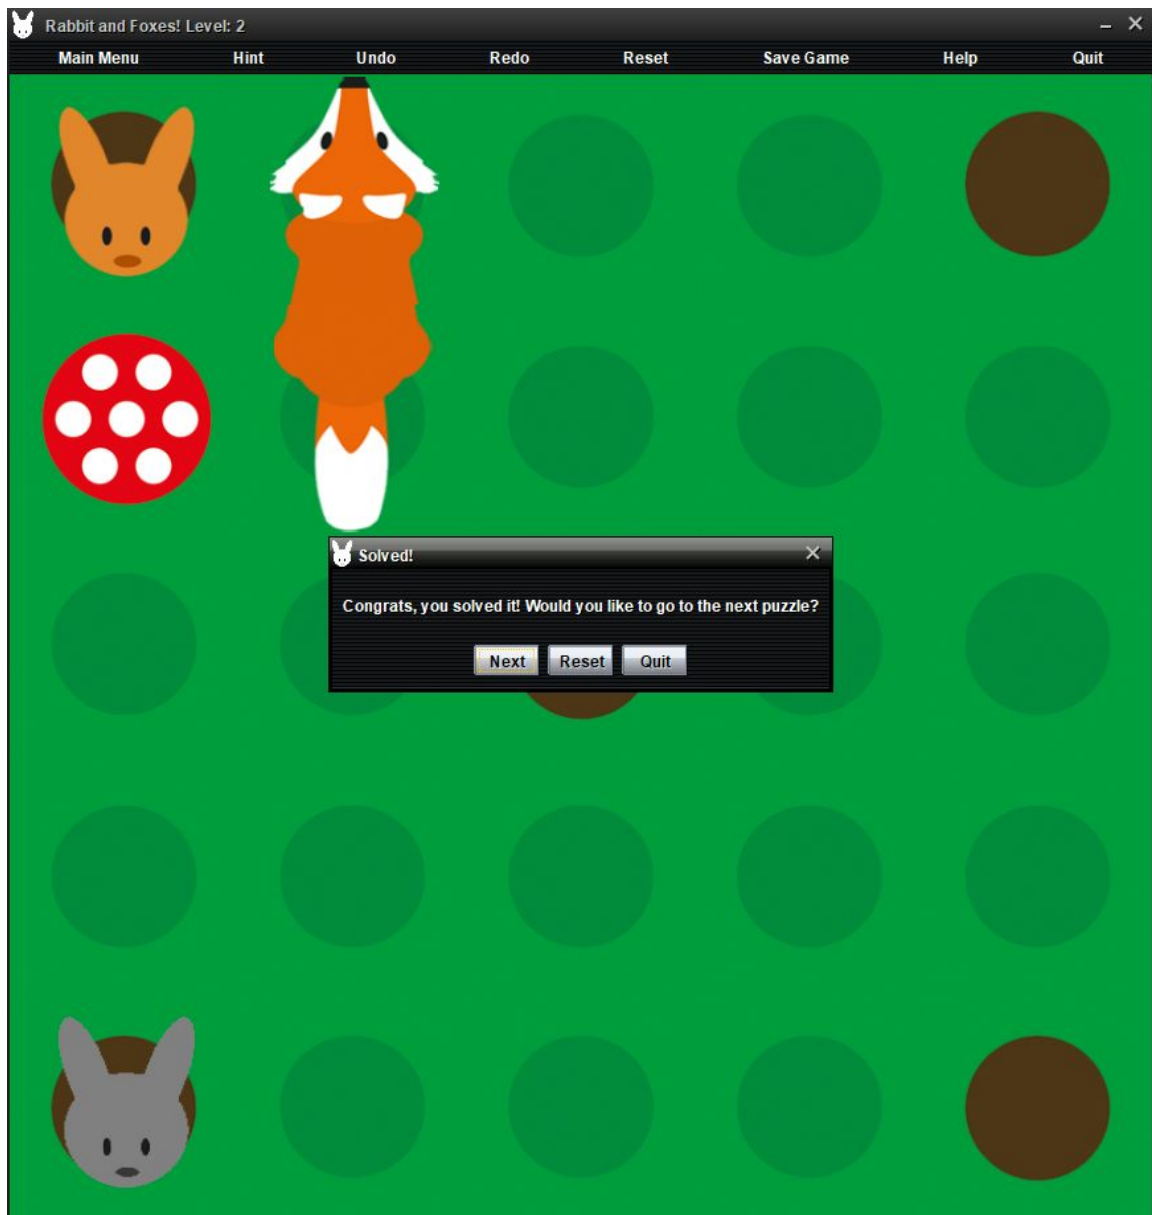 Rabbit and Foxes! Level: 2
Main Menu Hint Undo Redo Reset Save Game Help Quit
Solved!
Congrats, you solved it! Would you like to go to the next puzzle?
Next Reset Quit